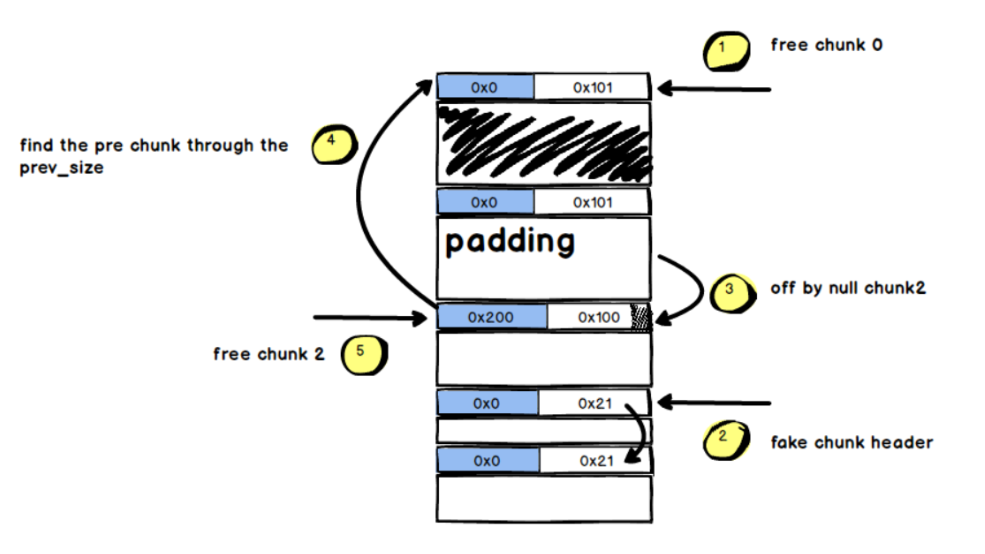 1
free chunk 0
0x0 0x101
4
find the pre chunk through the
prev_size
0x0 0x101
padding
3
off by null chunk2
0x200 0x100
free chunk 2
5
0x0 0x21
2
fake chunk header
0x0 0x21